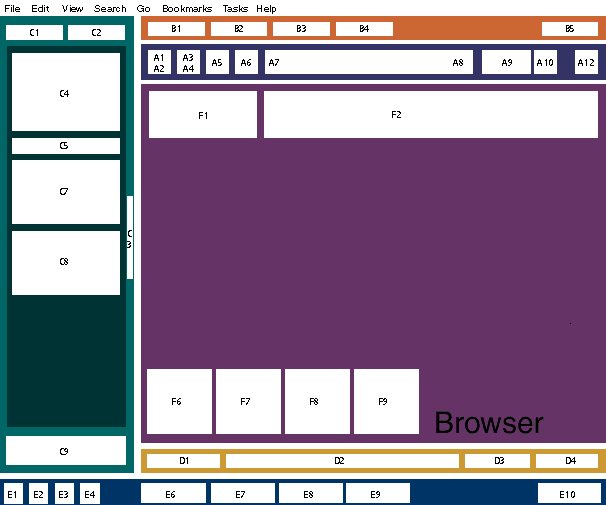 File Edit View Search Go Bookmarks Tasks Help
C1 C2
B1 B2 B3 B4 B5
A1 A3 A5 A6 A7 A8 A9 A10 A12
A2 A4
C4
F1 F2
C5
C7
C
3
C8
F6 F7 F8 F9
Browser
C9
D1 D2 D3 D4
E1 E2 E3 E4 E6 E7 E8 E9 E10